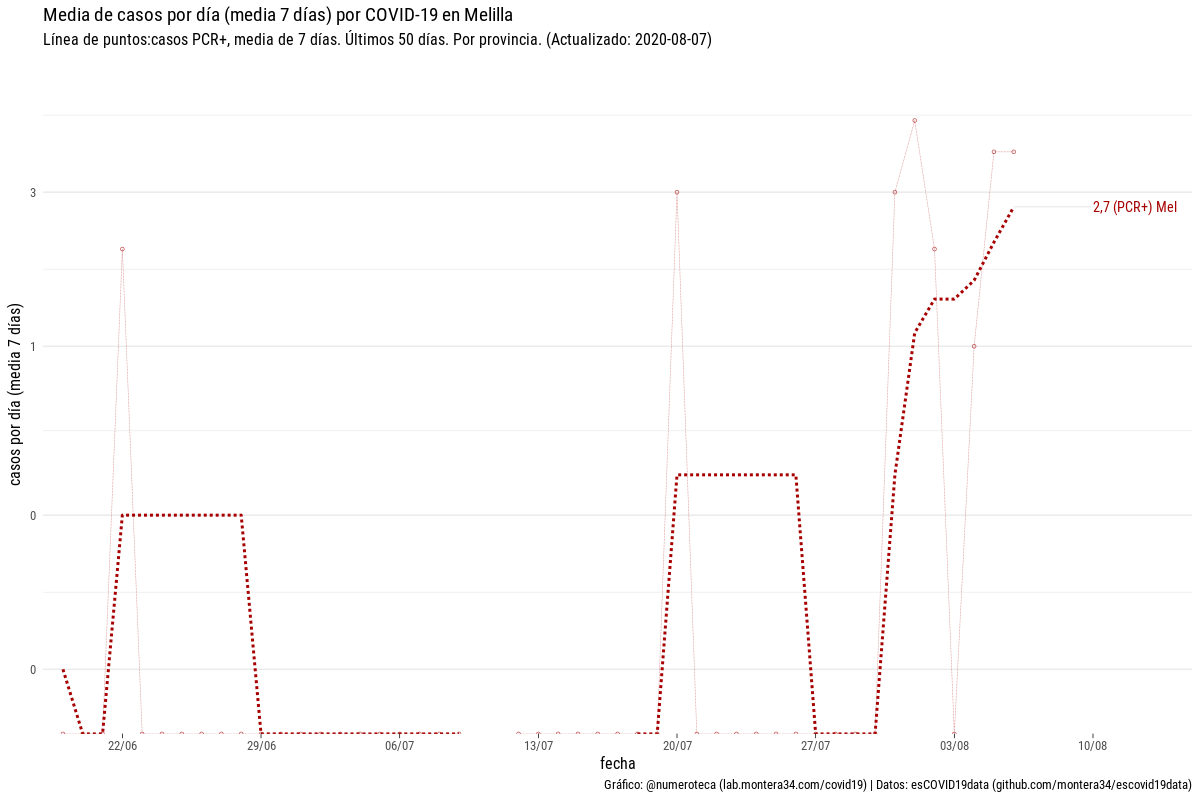 Media de casos por día (media 7 días) por COVID-19 en Melilla
Línea de puntos:casos PCR+, media de 7 días. Últimos 50 días. Por provincia. (Actualizado: 2020-08-07)
casos por día (media 7 días)
3
1
0
0
2,7 (PCR+) Mel
22/06
29/06
06/07
13/07
20/07
27/07
03/08
10/08
fecha
Gráfico: @numeroteca (lab.montera34.com/covid19) | Datos: esCOVID19data (github.com/montera34/escovid19data)